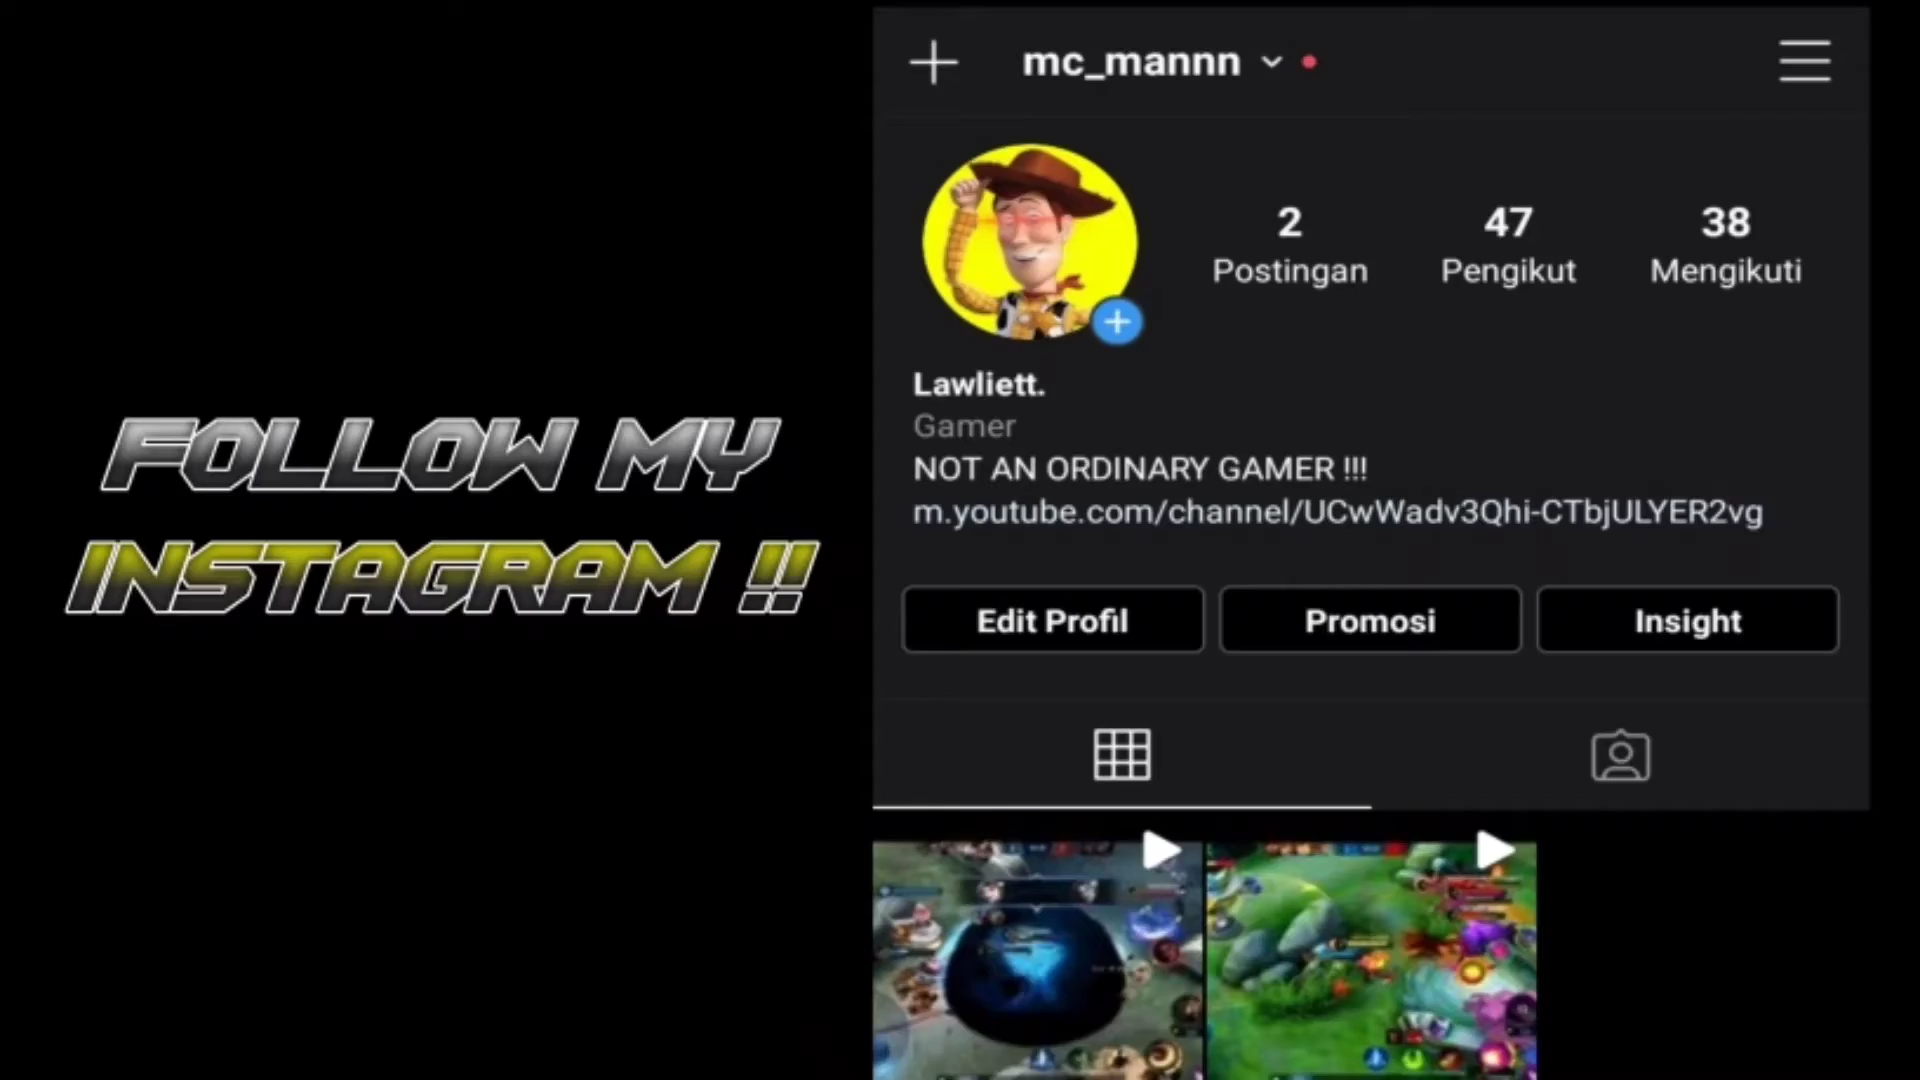 FOLLOW MY
INSTAGRAM !!
mc_mannn
2 47 38
Postingan Pengikut Mengikuti
Lawliett.
Gamer
NOT AN ORDINARY GAMER !!!
m.youtube.com/channel/UCwWadv3Qhi-CTbjULYER2vg
Edit Profil Promosi Insight